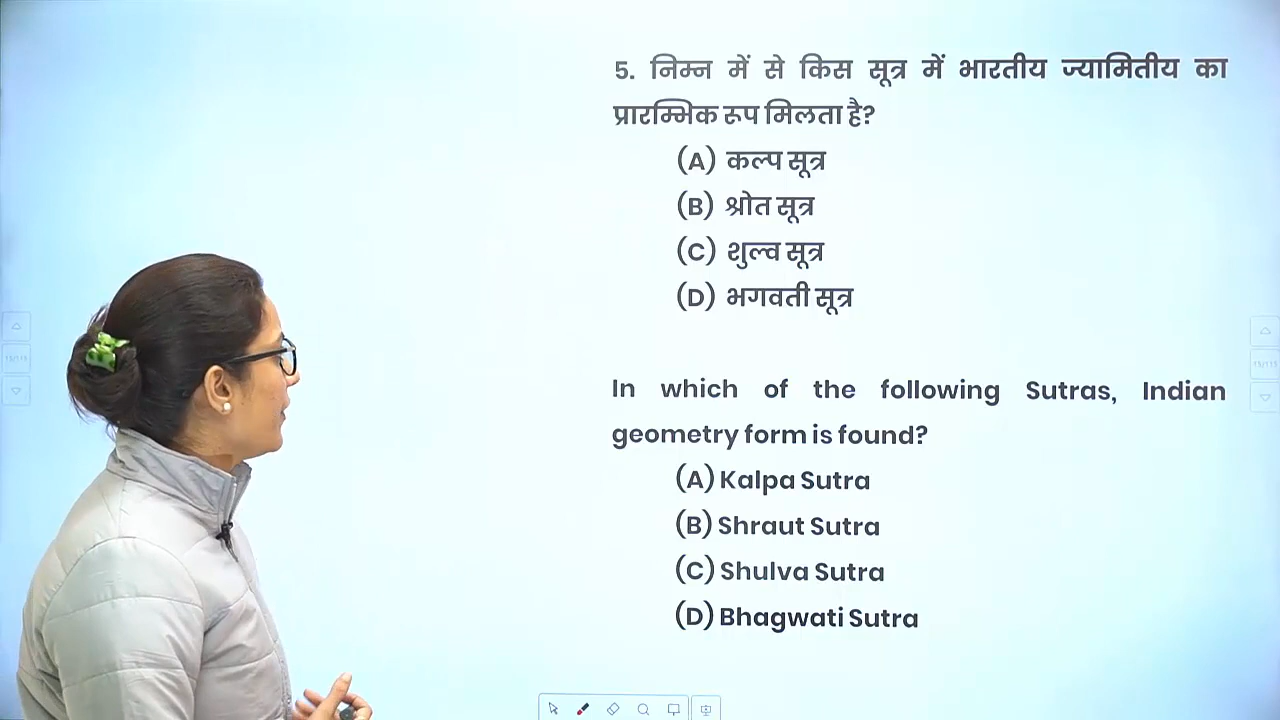 5. निम्न में से किस सूत्र में भारतीय ज्यामितीय का
प्रारम्भिक रूप मिलता है?
(A) कल्प सूत्र
(B) श्रोत सूत्र
(C) शुल्व सूत्र
(D) भगवती सूत्र
In which of the following Sutras, Indian
geometry form is found?
(A) Kalpa Sutra
(B) Shraut Sutra
(C) Shulva Sutra
(D) Bhagwati Sutra